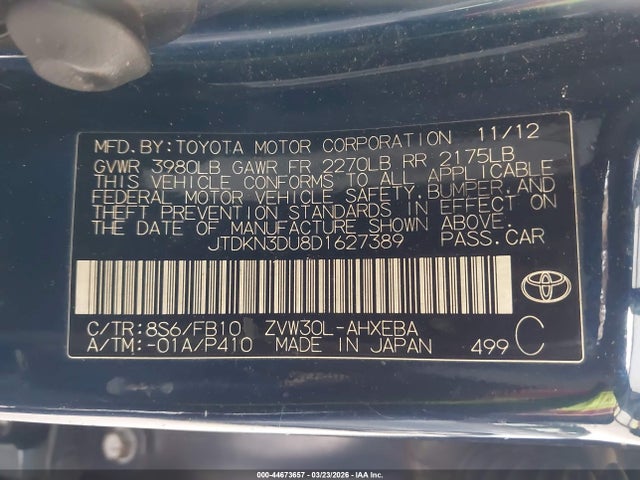 MFD.BY:TOYOTA MOTOR CORPORATION 11/12
GVWR 3980LB GAWR FR 2270LB RR 2175LB
THIS VEHICLE CONFORMS TO ALL APPLICABLE
FEDERAL MOTOR VEHICLE SAFETY,BUMPER,AND
THEFT PREVENTION STANDARDS IN EFFECT ON
THE DATE OF MANUFACTURE SHOWN ABOVE.
JTDKN3DU8D1627389 PASS.CAR
TOYOTA
C/TR:8S6/FB10 ZVW30L-AHXEBA
A/TM:-01A/P410 MADE IN JAPAN 499 C
000-44673657 | 03/23/2026 | IAA Inc.